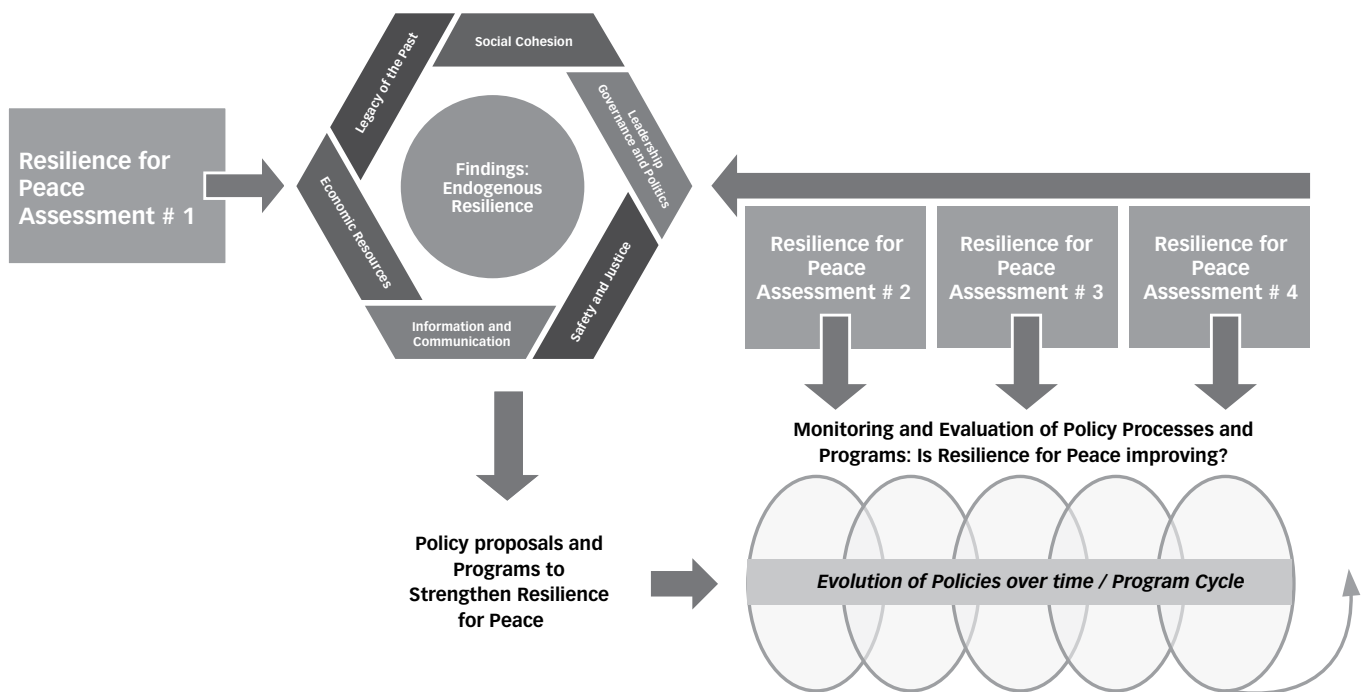 Resilience for
Peace
Assessment # 1
Legacy of the Past
Social Cohesion
Leadership
Governance and Politics
Safety and Justice
Information and
Communication
Economic Resources
Findings:
Endogenous
Resilience
Resilience for
Peace
Assessment # 2
Resilience for
Peace
Assessment # 3
Resilience for
Peace
Assessment # 4
Monitoring and Evaluation of Policy Processes and
Programs: Is Resilience for Peace improving?
Policy proposals and
Programs to
Strengthen Resilience
for Peace
Evolution of Policies over time / Program Cycle